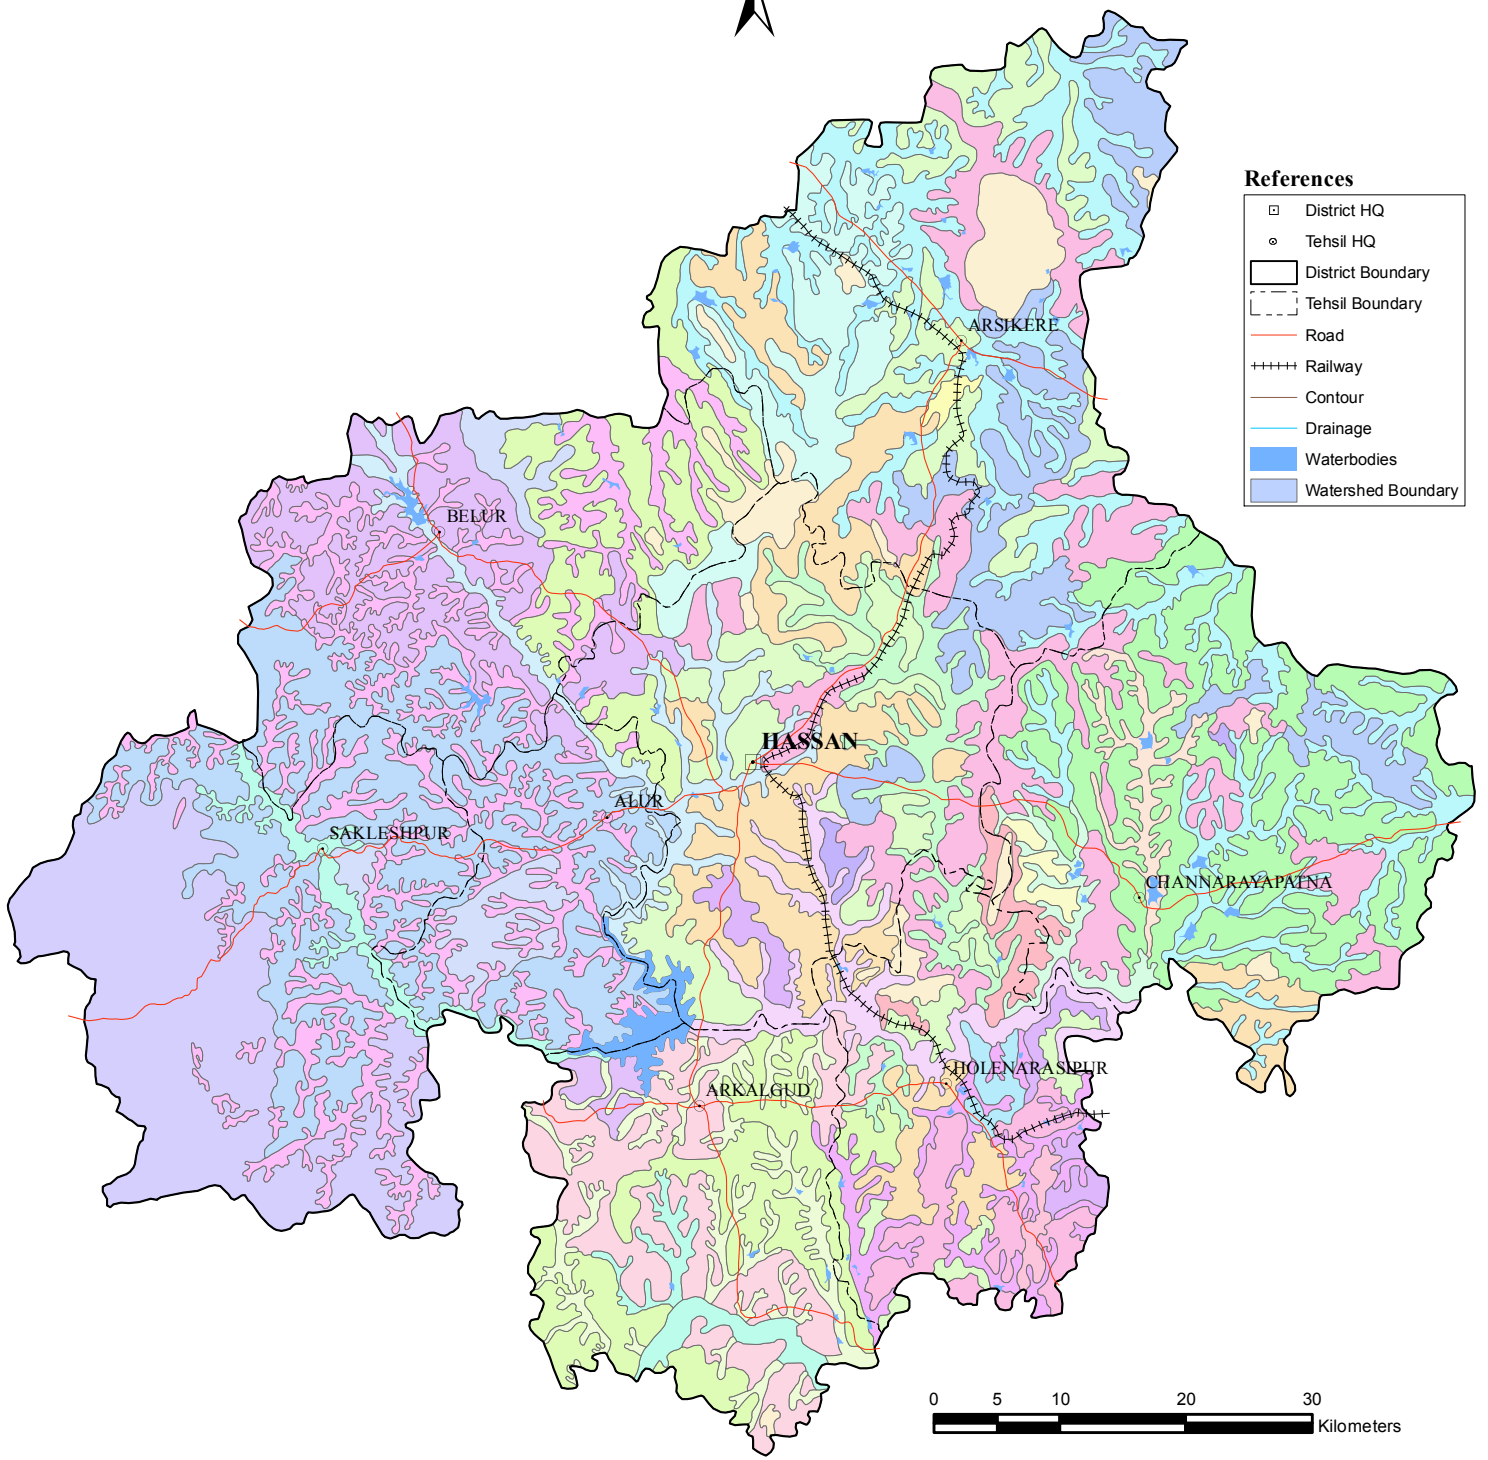 References
District HQ
Tehsil HQ
District Boundary
Tehsil Boundary
Road
Railway
Contour
Drainage
Waterbodies
Watershed Boundary
ARSIKERE
BELUR
HASSAN
ALUR
SAKLESHPUR
CHANNARAYAPATNA
HOLENARASIPUR
ARKALGUD
0 5 10 20 30
Kilometers